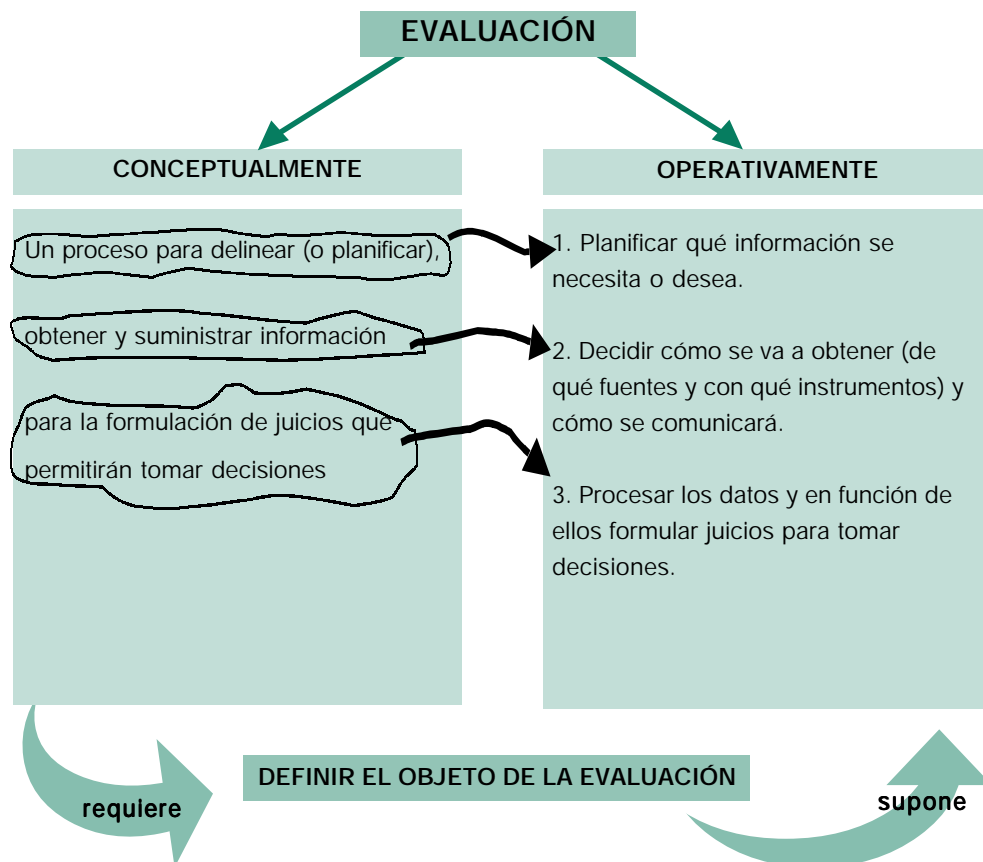 EVALUACIÓN
CONCEPTUALMENTE
Un proceso para delinear (o planificar),
obtener y suministrar información
para la formulación de juicios que
permitirán tomar decisiones
OPERATIVAMENTE
1. Planificar qué información se
necesita o desea.
2. Decidir cómo se va a obtener (de
qué fuentes y con qué instrumentos) y
cómo se comunicará.
3. Procesar los datos y en función de
ellos formular juicios para tomar
decisiones.
requiere
DEFINIR EL OBJETO DE LA EVALUACIÓN
supone